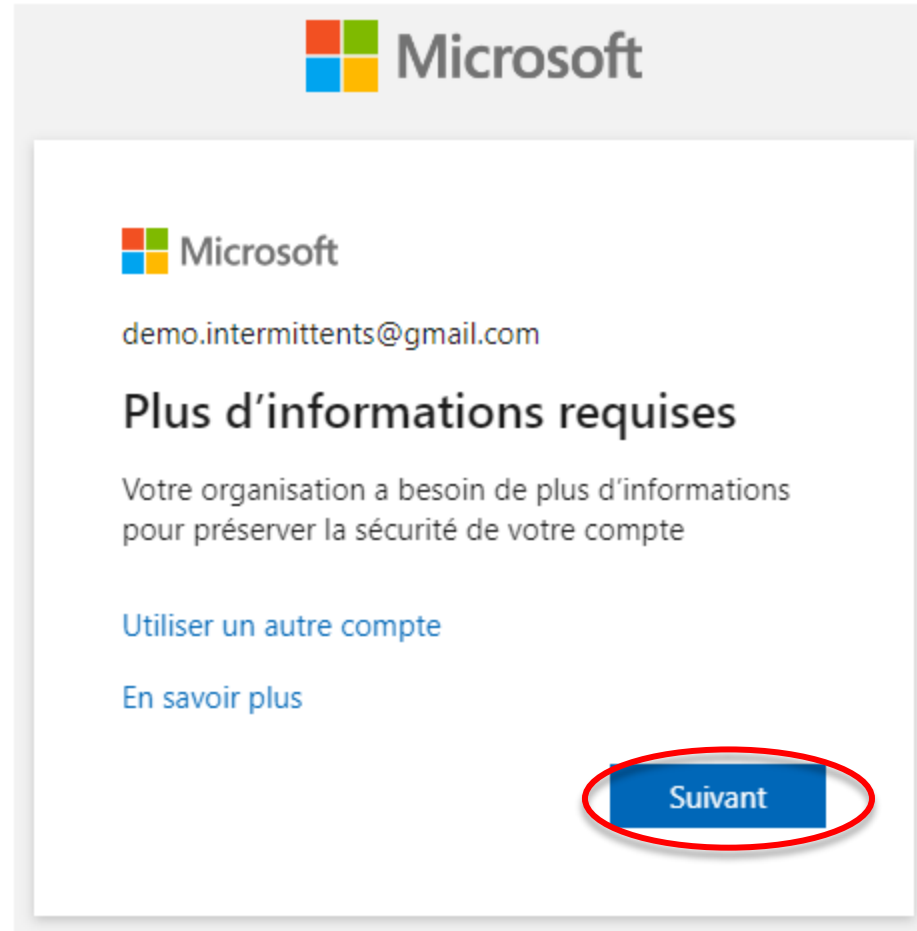 Microsoft
Microsoft
demo.intermittents@gmail.com
Plus d’informations requises
Votre organisation a besoin de plus d’informations
pour préserver la sécurité de votre compte
Utiliser un autre compte
En savoir plus
Suivant